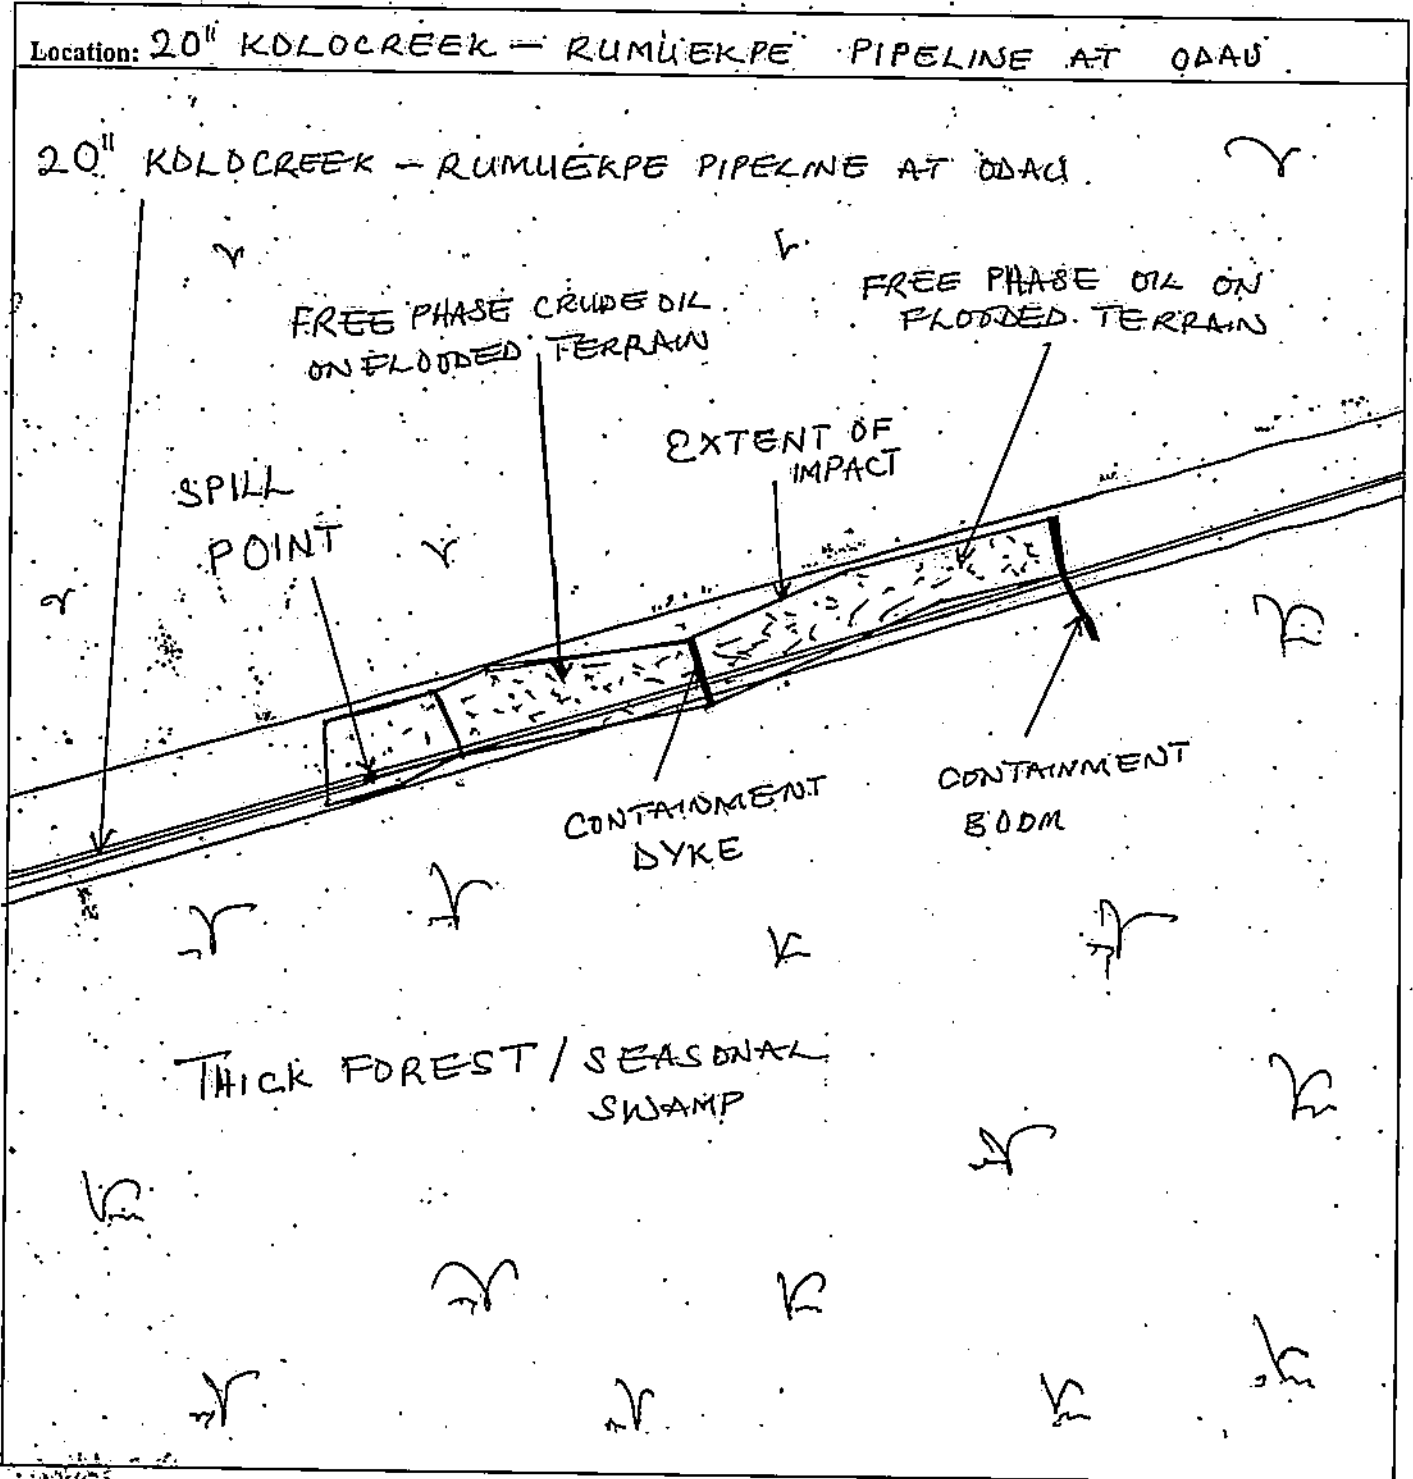 Location: 20" KOLOCREEK — RUMUEKPE PIPELINE AT ODAU.
20" KOLOCREEK — RUMUEKPE PIPELINE AT ODAU.
FREE PHASE CRUDE OIL
ON FLOODED TERRAIN
FREE PHASE OIL ON
FLOODED TERRAIN
EXTENT OF
IMPACT
SPILL
POINT
CONTAINMENT
DYKE
CONTAINMENT
BOOM
THICK FOREST / SEASONAL
SWAMP